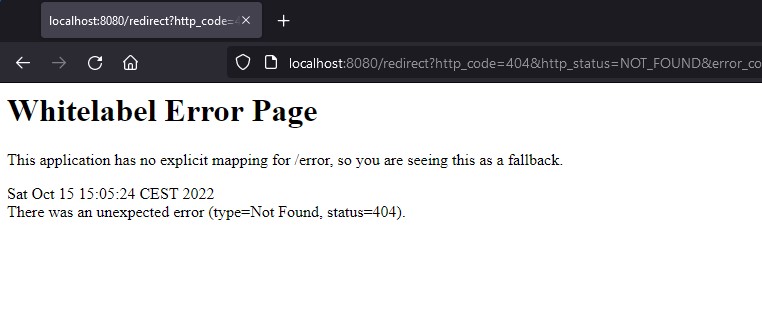 localhost:8080/redirect?http_code=4
localhost:8080/redirect?http_code=404&http_status=NOT_FOUND&error_co
Whitelabel Error Page
This application has no explicit mapping for /error, so you are seeing this as a fallback.
Sat Oct 15 15:05:24 CEST 2022
There was an unexpected error (type=Not Found, status=404).